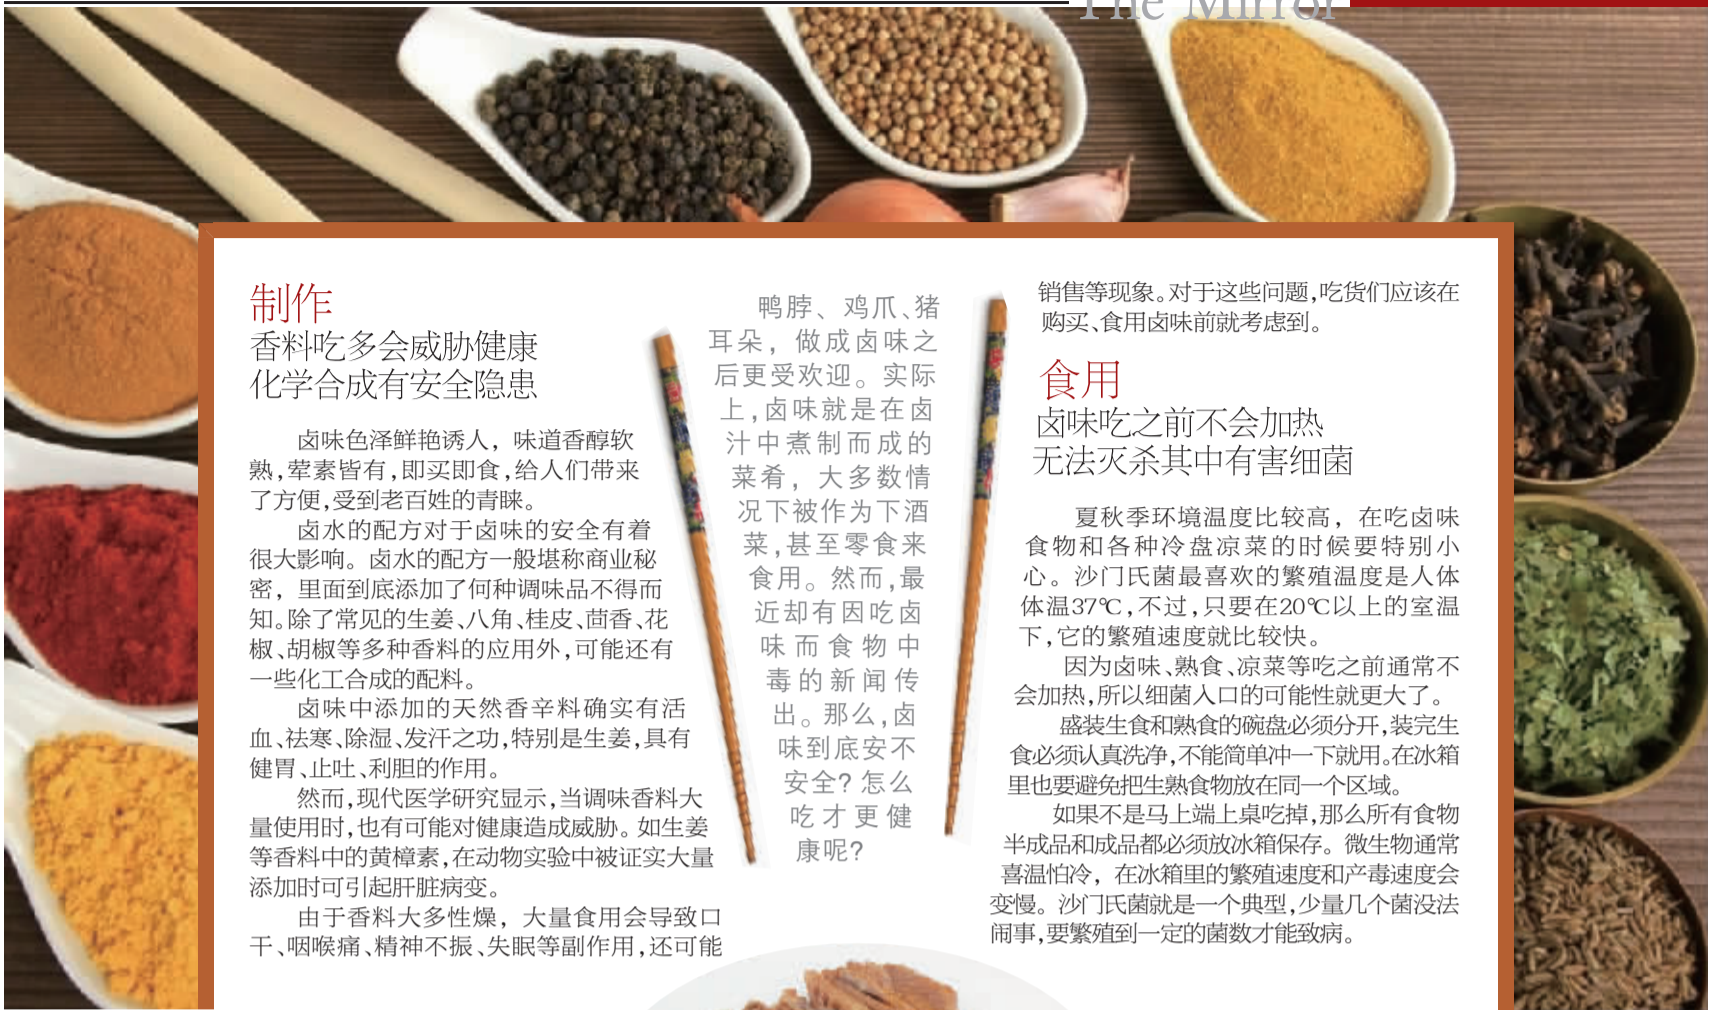 The Mirror
制作
香料吃多会威胁健康
化学合成有安全隐患
卤味色泽鲜艳诱人，味道香醇软
熟，荤素皆有，即买即食，给人们带来
了方便，受到老百姓的青睐。
卤水的配方对于卤味的安全有着
很大影响。卤水的配方一般堪称商业秘
密，里面到底添加了何种调味品不得而
知。除了常见的生姜、八角、桂皮、茴香、花
椒、胡椒等多种香料的应用外，可能还有
一些化工合成的配料。
卤味中添加的天然香辛料确实有活
血、祛寒、除湿、发汗之功，特别是生姜，具有
健胃、止吐、利胆的作用。
然而，现代医学研究显示，当调味香料大
量使用时，也有可能对健康造成威胁。如生姜
等香料中的黄樟素，在动物实验中被证实大量
添加时可引起肝脏病变。
由于香料大多性燥，大量食用会导致口
干、咽喉痛、精神不振、失眠等副作用，还可能
鸭脖、鸡爪、猪
耳朵，做成卤味之
后更受欢迎。实际
上，卤味就是在卤
汁中煮制而成的
菜肴，大多数情
况下被作为下酒
菜，甚至零食来
食用。然而，最
近却有因吃卤
味而食物中
毒的新闻传
出。那么，卤
味到底安不
安全？怎么
吃才更健
康呢？
销售等现象。对于这些问题，吃货们应该在
购买、食用卤味前就考虑到。
食用
卤味吃之前不会加热
无法灭杀其中有害细菌
夏秋季环境温度比较高，在吃卤味
食物和各种冷盘凉菜的时候要特别小
心。沙门氏菌最喜欢的繁殖温度是人体
体温37℃，不过，只要在20℃以上的室温
下，它的繁殖速度就比较快。
因为卤味、熟食、凉菜等吃之前通常不
会加热，所以细菌入口的可能性就更大了。
盛装生食和熟食的碗盘必须分开，装完生
食必须认真洗净，不能简单冲一下就用。在冰箱
里也要避免把生熟食物放在同一个区域。
如果不是马上端上桌吃掉，那么所有食物
半成品和成品都必须放冰箱保存。微生物通常
喜温怕冷，在冰箱里的繁殖速度和产毒速度会
变慢。沙门氏菌就是一个典型，少量几个菌没法
闹事，要繁殖到一定的菌数才能致病。